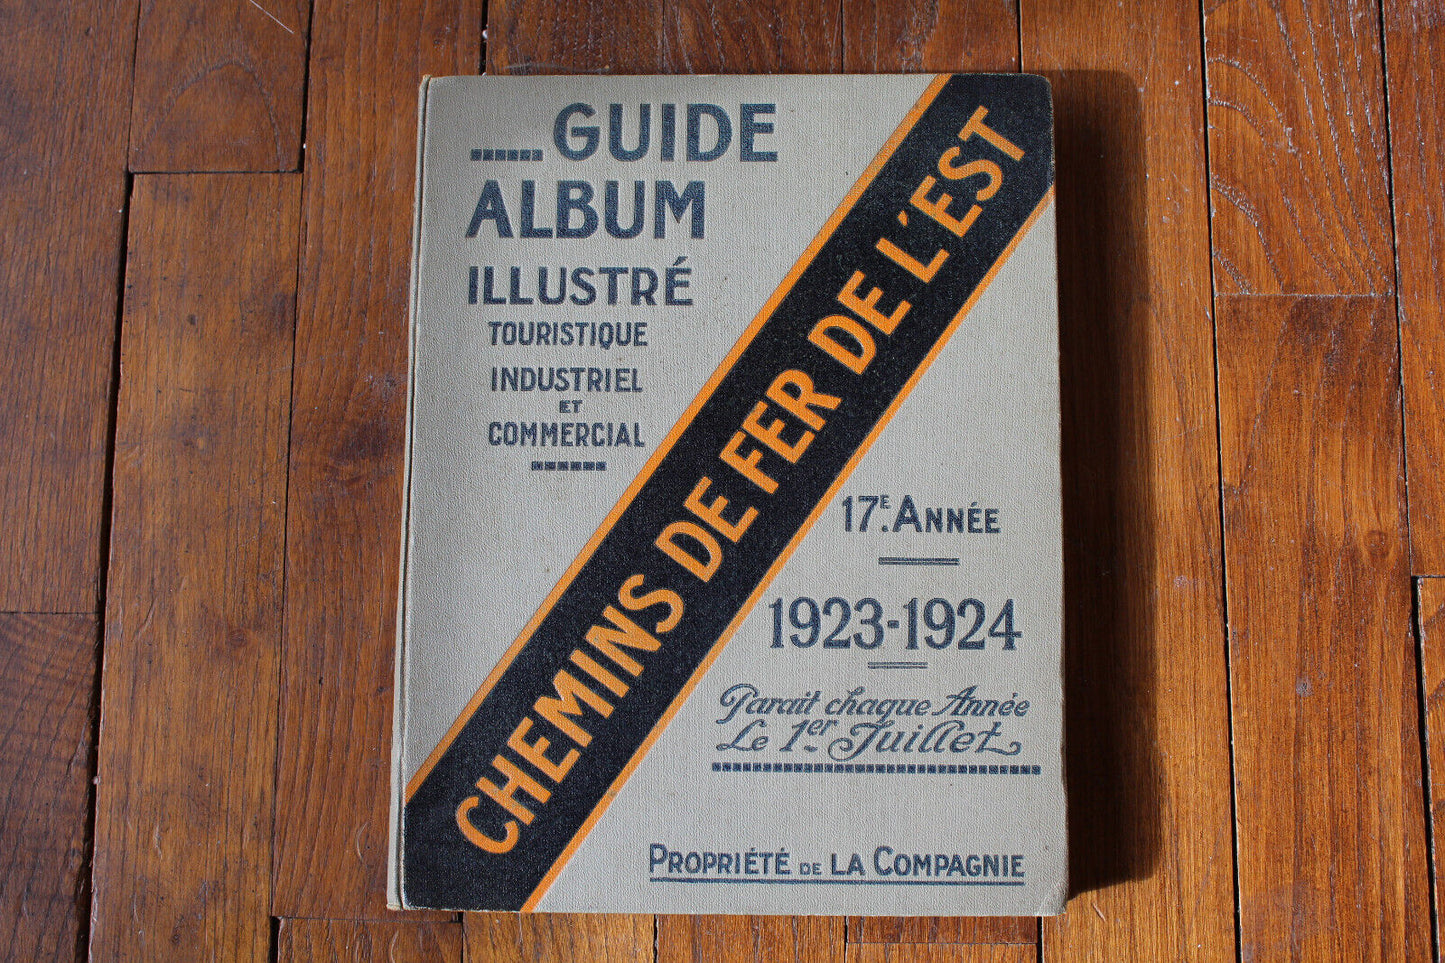 GUIDE
ALBUM
ILLUSTRÉ
TOURISTIQUE
INDUSTRIEL
ET
COMMERCIAL
CHEMINS DE FER DE L'EST
17E. ANNÉE
1923-1924
Parait chaque Année
Le 1er Juillet
PROPRIÉTÉ DE LA COMPAGNIE